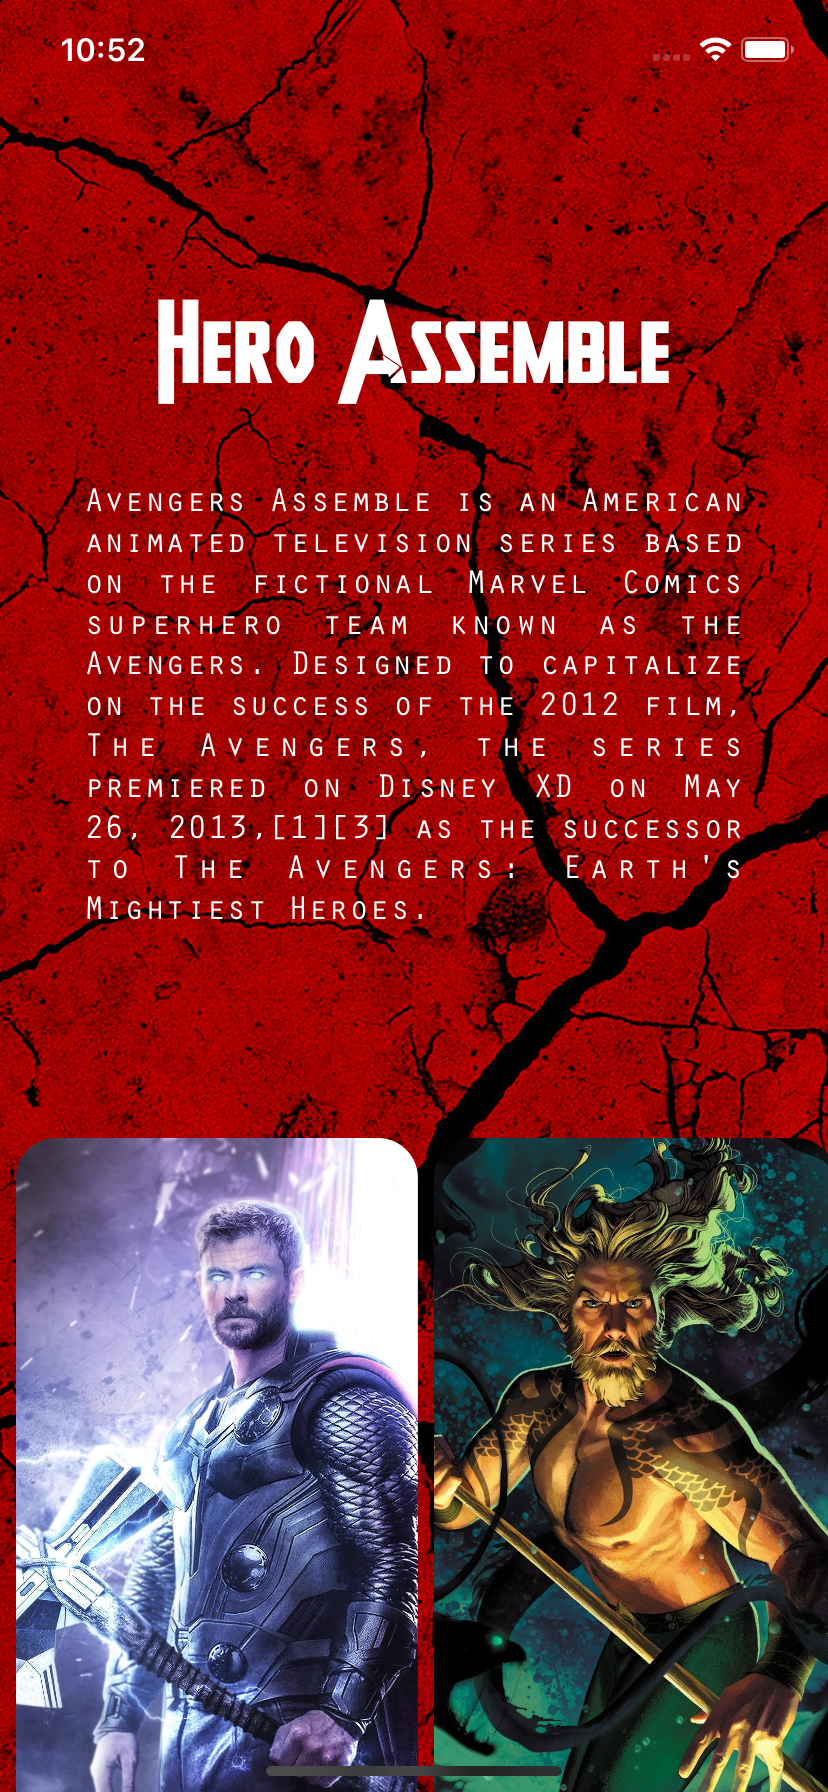 10:52
Hero Assemble
Avengers Assemble is an American
animated television series based
on the fictional Marvel Comics
superhero team known as the
Avengers. Designed to capitalize
on the success of the 2012 film,
The Avengers, the series
premiered on Disney XD on May
26, 2013,[1][3] as the successor
to The Avengers: Earth's
Mightiest Heroes.